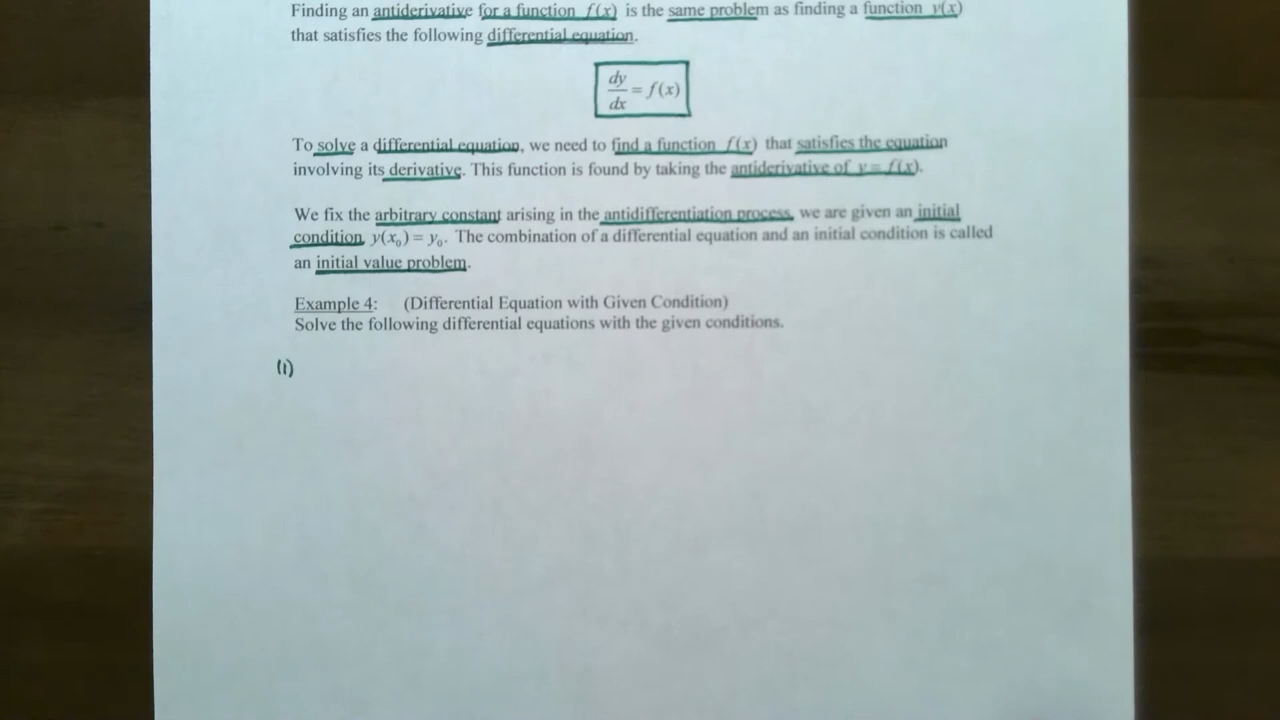 Finding an antiderivative for a function f(x) is the same problem as finding a function y(x)
that satisfies the following differential equation.
dy/dx = f(x)
To solve a differential equation, we need to find a function f(x) that satisfies the equation
involving its derivative. This function is found by taking the antiderivative of y = f(x).
We fix the arbitrary constant arising in the antidifferentiation process, we are given an initial
condition, y(x₀) = y₀. The combination of a differential equation and an initial condition is called
an initial value problem.
Example 4: (Differential Equation with Given Condition)
Solve the following differential equations with the given conditions.
(1)